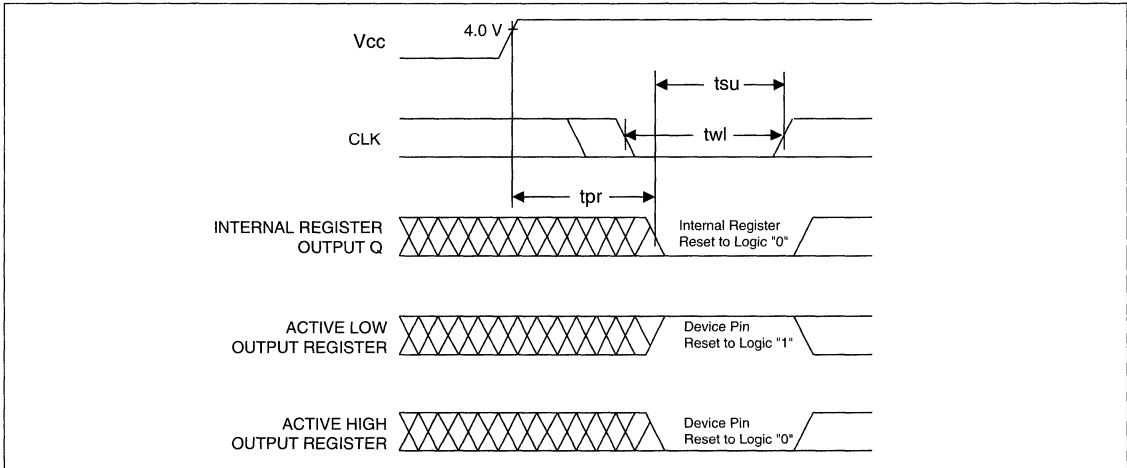 Vcc
4.0 V
tsu
CLK
twl
tpr
INTERNAL REGISTER
OUTPUT Q
Internal Register
Reset to Logic "0"
ACTIVE LOW
OUTPUT REGISTER
Device Pin
Reset to Logic "1"
ACTIVE HIGH
OUTPUT REGISTER
Device Pin
Reset to Logic "0"